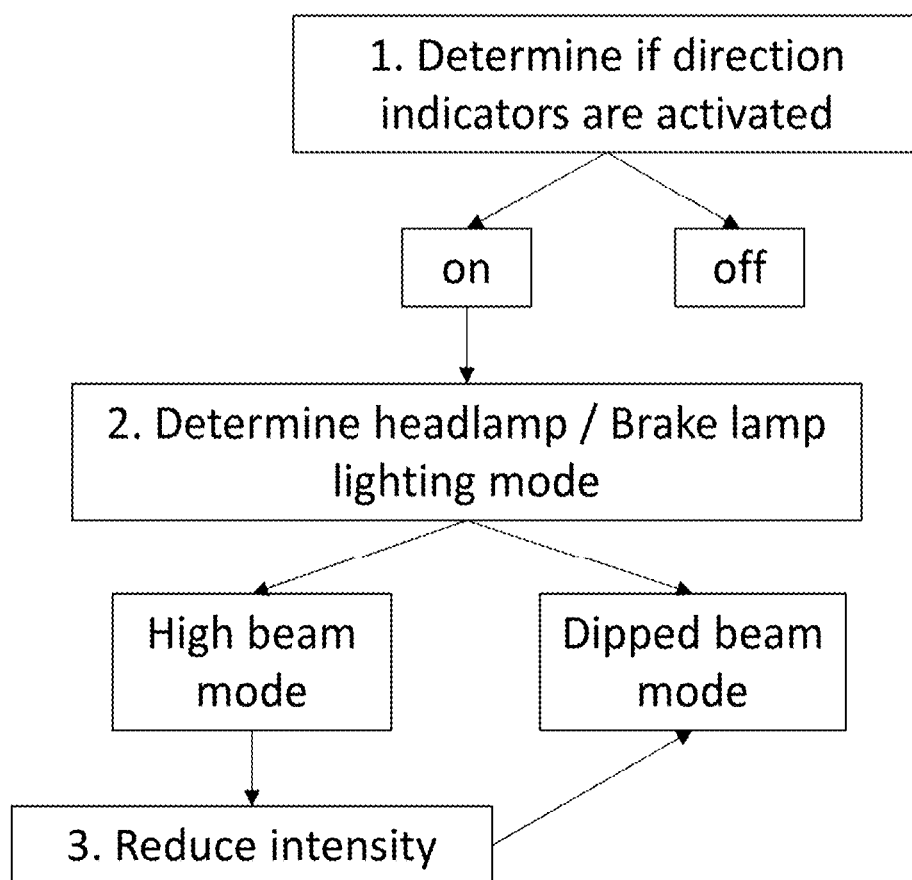 1. Determine if direction
indicators are activated
on
off
2. Determine headlamp / Brake lamp
lighting mode
High beam
mode
Dipped beam
mode
3. Reduce intensity